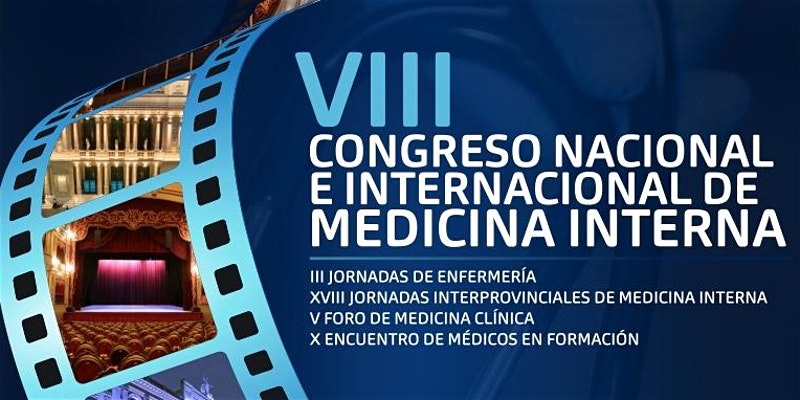 VIII
CONGRESO NACIONAL
E INTERNACIONAL DE
MEDICINA INTERNA
III JORNADAS DE ENFERMERÍA
XVIII JORNADAS INTERPROVINCIALES DE MEDICINA INTERNA
V FORO DE MEDICINA CLÍNICA
X ENCUENTRO DE MÉDICOS EN FORMACIÓN